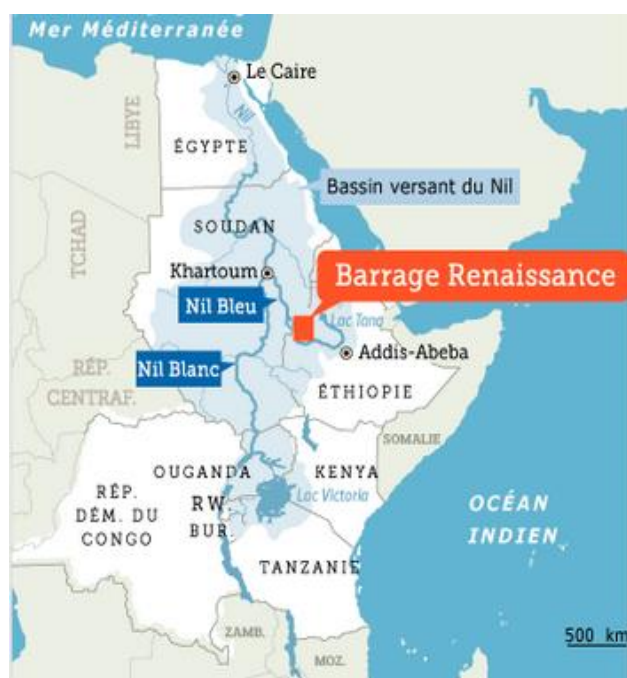 Mer Méditerranée
Le Caire
LIBYE
Nil
ÉGYPTE
Bassin versant du Nil
TCHAD
SOUDAN
Khartoum
Barrage Renaissance
Nil Bleu
Lac Tana
Addis-Abeba
Nil Blanc
RÉP.
CENTRAF.
ÉTHIOPIE
SOMALIE
OUGANDA
KENYA
RÉP.
DÉM. DU
CONGO
RW.
BUR.
Lac Victoria
OCÉAN
INDIEN
TANZANIE
ZAMB.
MOZ.
500 km